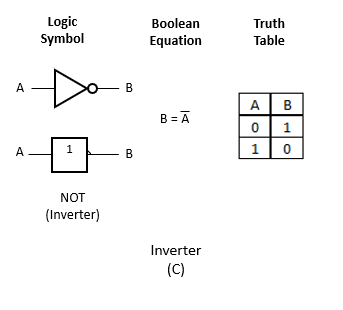 Logic Symbol
Boolean Equation
Truth Table
A B
B = A̅
A B
0 1
1 0
A 1 B
NOT
(Inverter)
Inverter
(C)